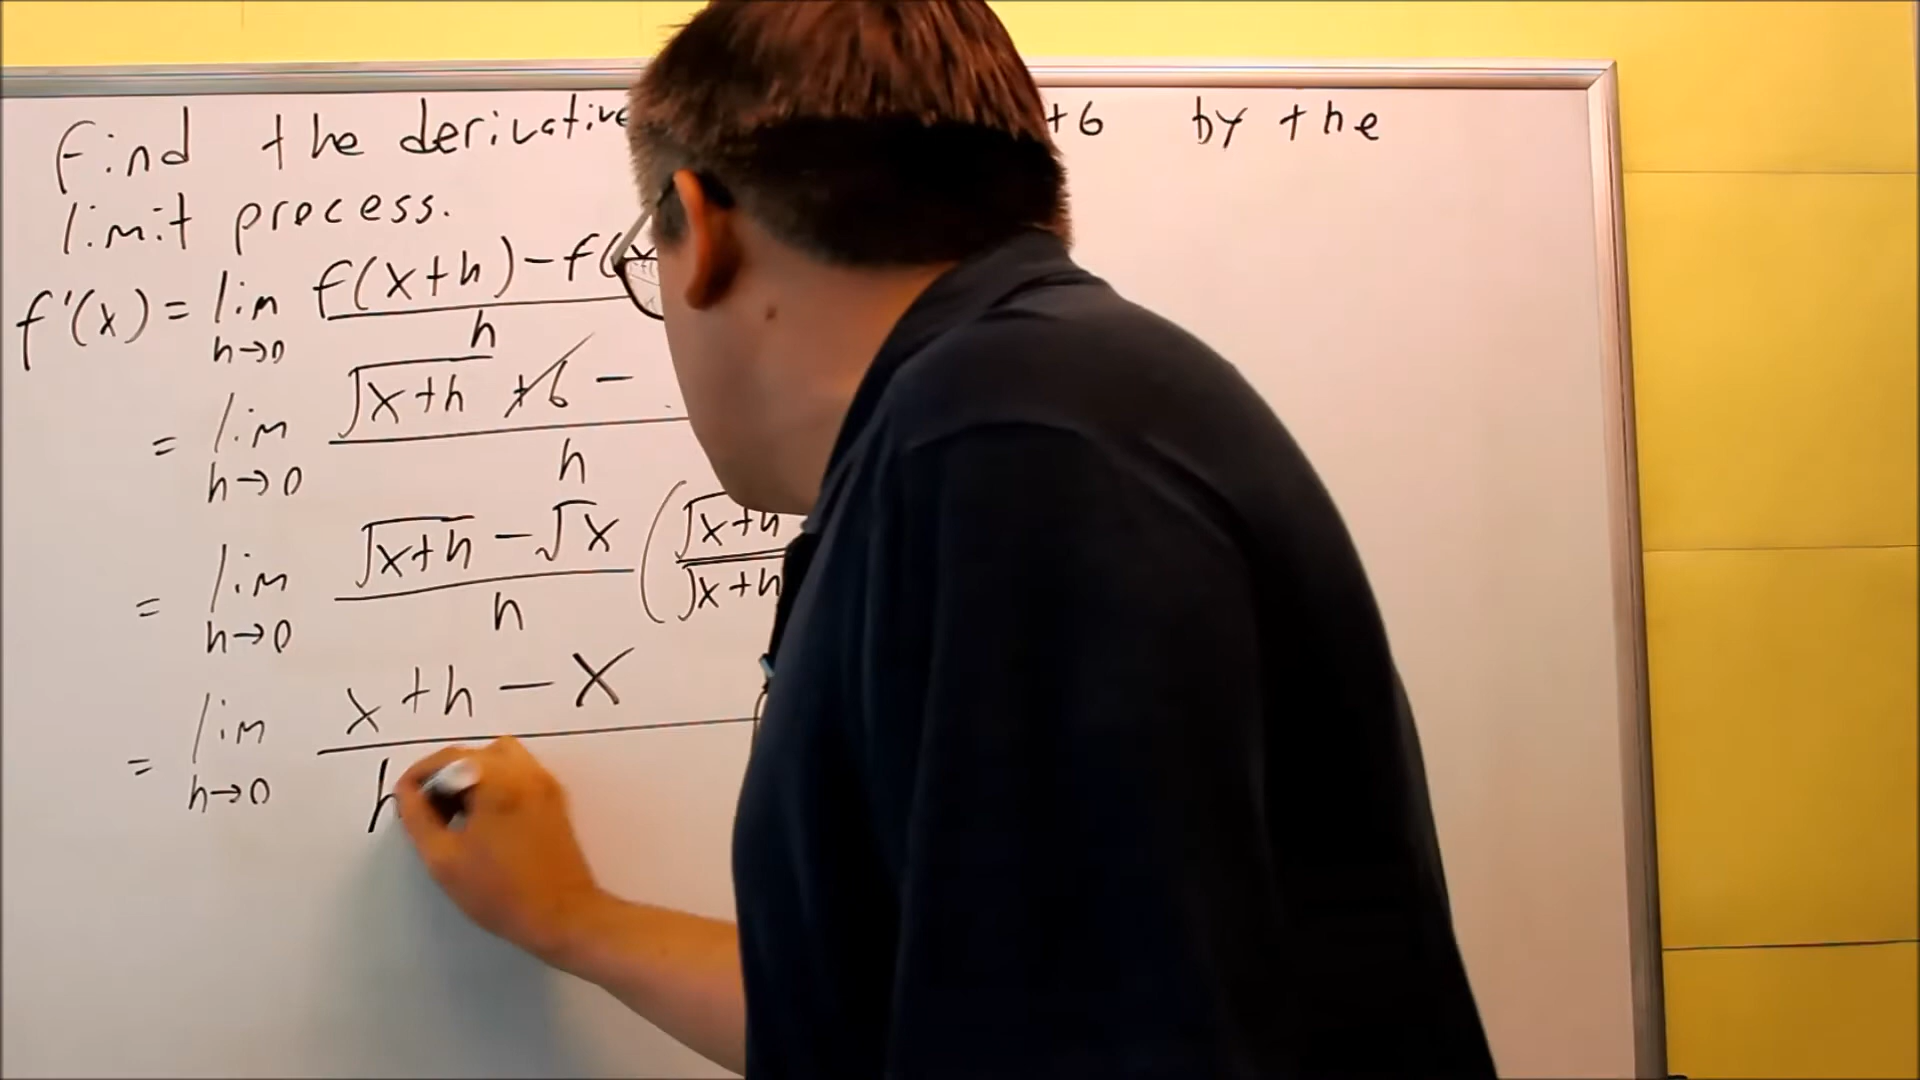 Find the derivative +6 by the
limit process.
f'(x) = lim h→0 f(x+h) - f(x / h
= lim h→0 √x+h +6 - / h
= lim h→0 √x+h - √x / h (√x+h / √x+h
= lim h→0 x+h - x / h